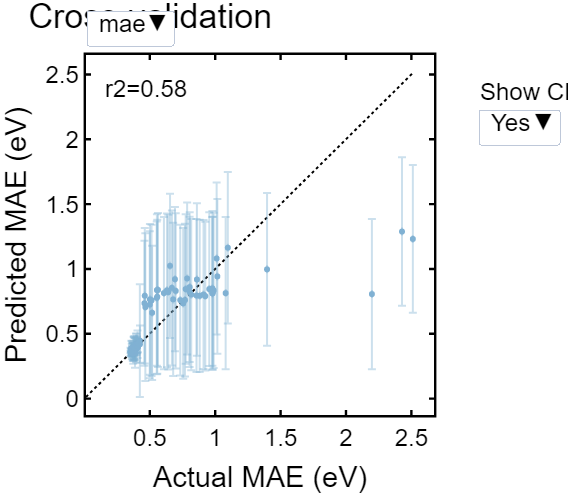 Cross validation
mae▼
r2=0.58
Show CI
Yes ▼
Predicted MAE (eV)
2.5
2
1.5
1
0.5
0
0.5
1
1.5
2
2.5
Actual MAE (eV)